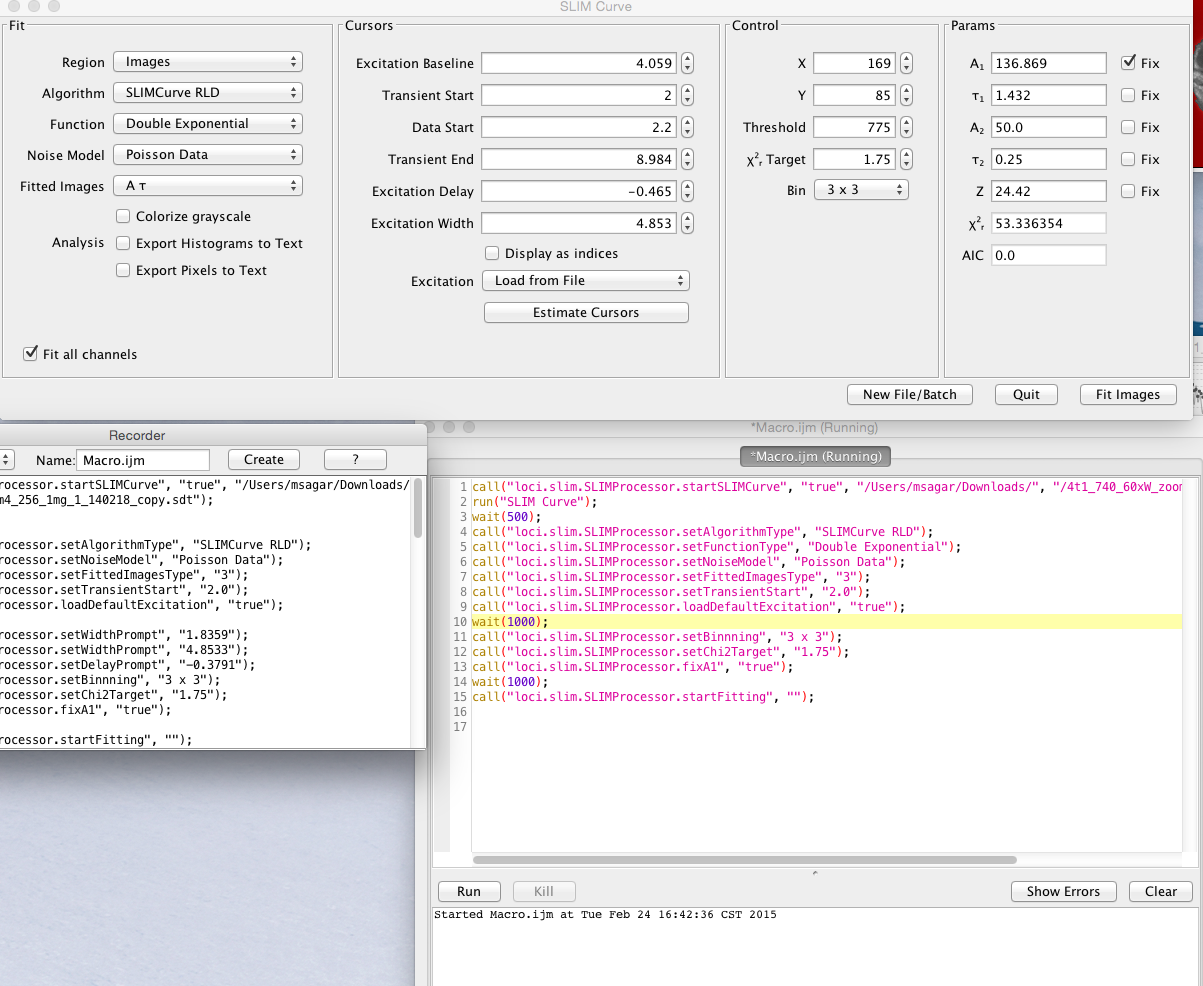 SLIM Curve
Fit
Region Images
Algorithm SLIMCurve RLD
Function Double Exponential
Noise Model Poisson Data
Fitted Images A τ
Colorize grayscale
Analysis Export Histograms to Text
Export Pixels to Text
Fit all channels
Cursors
Excitation Baseline 4.059
Transient Start 2
Data Start 2.2
Transient End 8.984
Excitation Delay -0.465
Excitation Width 4.853
Display as indices
Excitation Load from File
Estimate Cursors
Control
X 169
Y 85
Threshold 775
χ²ᵣ Target 1.75
Bin 3 x 3
Params
A₁ 136.869 Fix
τ₁ 1.432 Fix
A₂ 50.0 Fix
τ₂ 0.25 Fix
Z 24.42 Fix
χ²ᵣ 53.336354
AIC 0.0
New File/Batch Quit Fit Images
Recorder
Name: Macro.ijm Create ?
rocessor.startSLIMCurve", "true", "/Users/msagar/Downloads/
m4_256_1mg_1_140218_copy.sdt");
rocessor.setAlgorithmType", "SLIMCurve RLD");
rocessor.setNoiseModel", "Poisson Data");
rocessor.setFittedImagesType", "3");
rocessor.setTransientStart", "2.0");
rocessor.loadDefaultExcitation", "true");
rocessor.setWidthPrompt", "1.8359");
rocessor.setWidthPrompt", "4.8533");
rocessor.setDelayPrompt", "-0.3791");
rocessor.setBinnning", "3 x 3");
rocessor.setChi2Target", "1.75");
rocessor.fixA1", "true");
rocessor.startFitting", "");
*Macro.ijm (Running)
*Macro.ijm (Running)
1 call("loci.slim.SLIMProcessor.startSLIMCurve", "true", "/Users/msagar/Downloads/", "/4t1_740_60xW_zoon
2 run("SLIM Curve");
3 wait(500);
4 call("loci.slim.SLIMProcessor.setAlgorithmType", "SLIMCurve RLD");
5 call("loci.slim.SLIMProcessor.setFunctionType", "Double Exponential");
6 call("loci.slim.SLIMProcessor.setNoiseModel", "Poisson Data");
7 call("loci.slim.SLIMProcessor.setFittedImagesType", "3");
8 call("loci.slim.SLIMProcessor.setTransientStart", "2.0");
9 call("loci.slim.SLIMProcessor.loadDefaultExcitation", "true");
10 wait(1000);
11 call("loci.slim.SLIMProcessor.setBinnning", "3 x 3");
12 call("loci.slim.SLIMProcessor.setChi2Target", "1.75");
13 call("loci.slim.SLIMProcessor.fixA1", "true");
14 wait(1000);
15 call("loci.slim.SLIMProcessor.startFitting", "");
16
17
Run Kill Show Errors Clear
Started Macro.ijm at Tue Feb 24 16:42:36 CST 2015